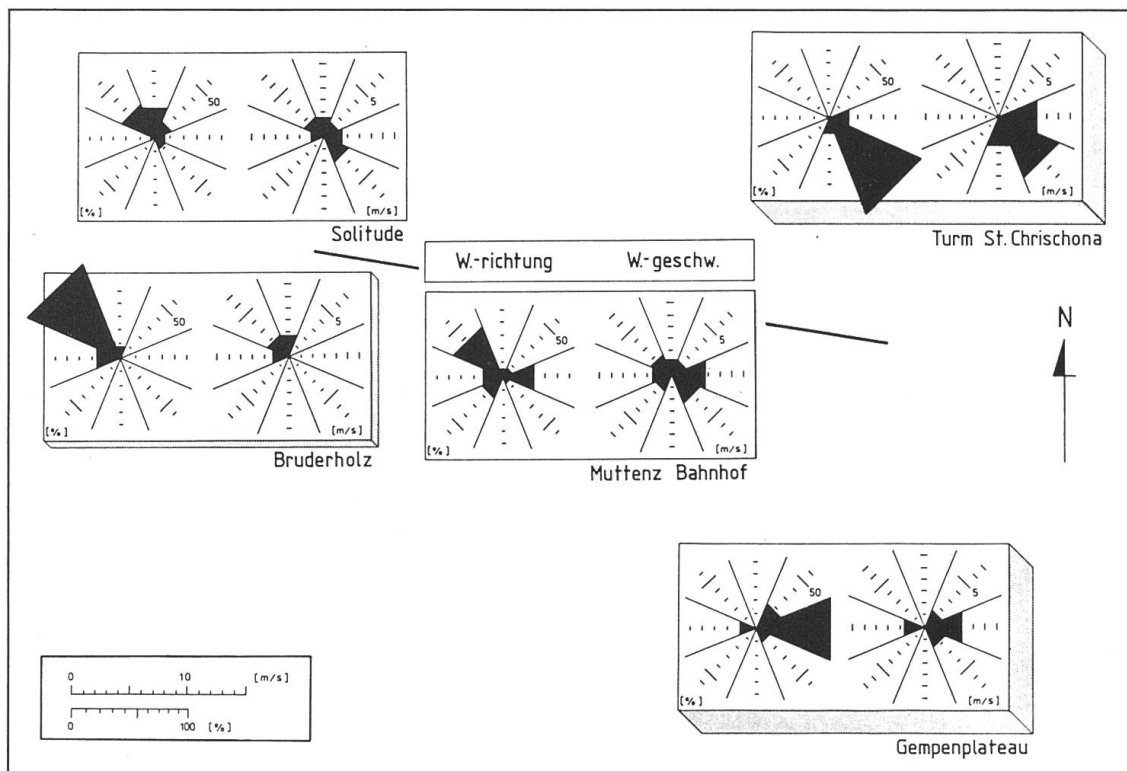 50
5
[%]
[m/s]
Solitude
50
5
[%]
[m/s]
Turm St. Chrischona
W.-richtung W.-geschw.
50
5
[%]
[m/s]
Bruderholz
50
5
[%]
[m/s]
Muttenz Bahnhof
N
50
5
[%]
[m/s]
Gempenplateau
0 10 [m/s]
0 100 [%]